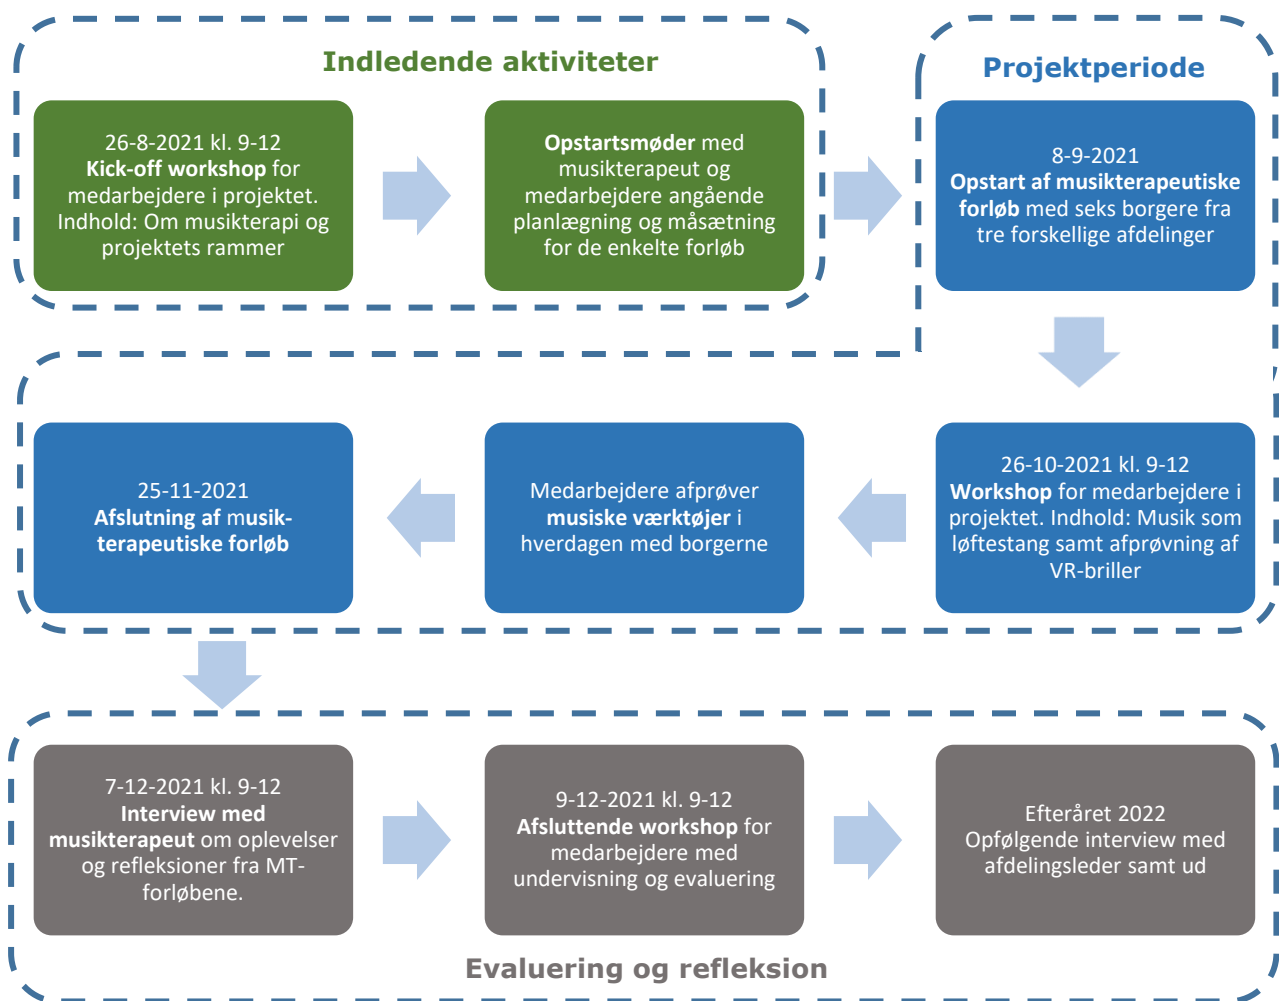 Indledende aktiviteter
26-8-2021 kl. 9-12
Kick-off workshop for
medarbejdere i projektet.
Indhold: Om musikterapi og
projektets rammer
Opstartsmøder med
musikterapeut og
medarbejdere angående
planlægning og måsætning
for de enkelte forløb
Projektperiode
8-9-2021
Opstart af musikterapeutiske
forløb med seks borgere fra
tre forskellige afdelinger
26-10-2021 kl. 9-12
Workshop for medarbejdere i
projektet. Indhold: Musik som
løftestang samt afprøvning af
VR-briller
Medarbejdere afprøver
musiske værktøjer i
hverdagen med borgerne
25-11-2021
Afslutning af musik-
terapeutiske forløb
7-12-2021 kl. 9-12
Interview med
musikterapeut om oplevelser
og refleksioner fra MT-
forløbene.
9-12-2021 kl. 9-12
Afsluttende workshop for
medarbejdere med
undervisning og evaluering
Efteråret 2022
Opfølgende interview med
afdelingsleder samt ud
Evaluering og refleksion